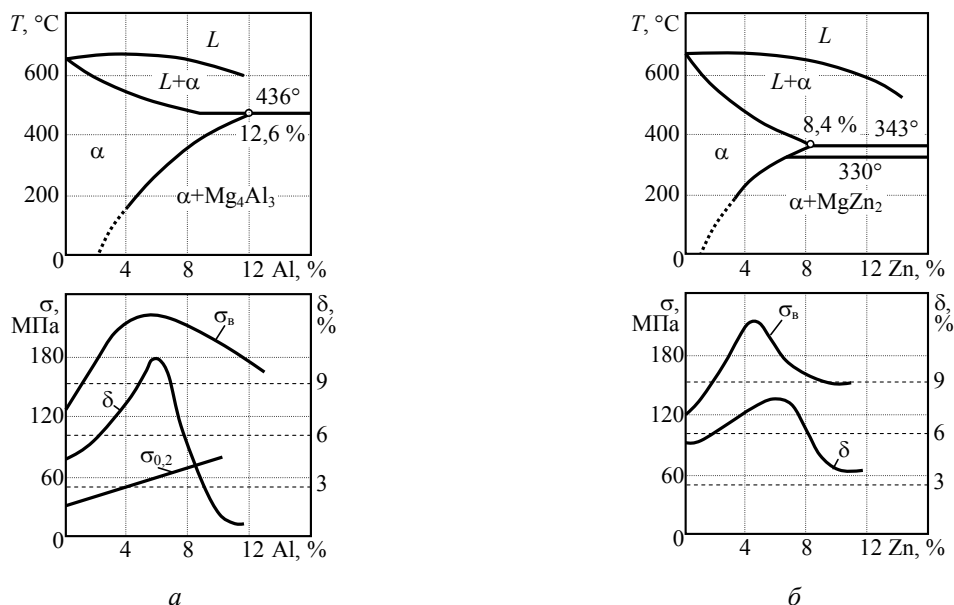 T, °C
L
600
L+α
436°
400
12,6 %
α
200
α+Mg₄Al₃
0
4
8
12 Al, %
T, °C
L
600
L+α
8,4 %
343°
400
α
330°
200
α+MgZn₂
0
4
8
12 Zn, %
σ, МПа
δ, %
σв
180
9
δ
120
6
σ0,2
60
3
0
4
8
12 Al, %
σ, МПа
δ, %
σв
180
9
120
6
δ
60
3
0
4
8
12 Zn, %
а
б